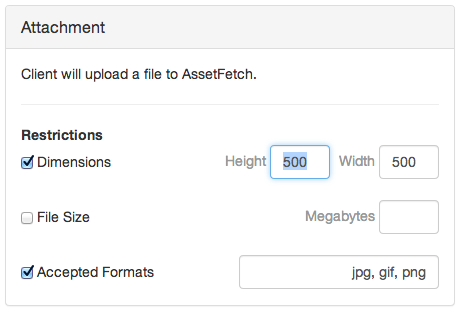 Attachment
Client will upload a file to AssetFetch.
Restrictions
Dimensions Height 500 Width 500
File Size Megabytes
Accepted Formats jpg, gif, png